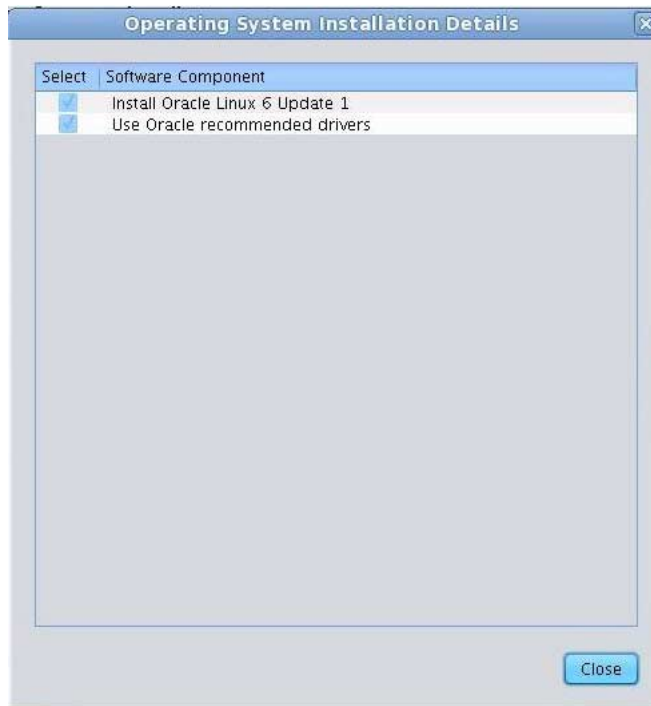 Operating System Installation Details
Select Software Component
Install Oracle Linux 6 Update 1
Use Oracle recommended drivers
Close